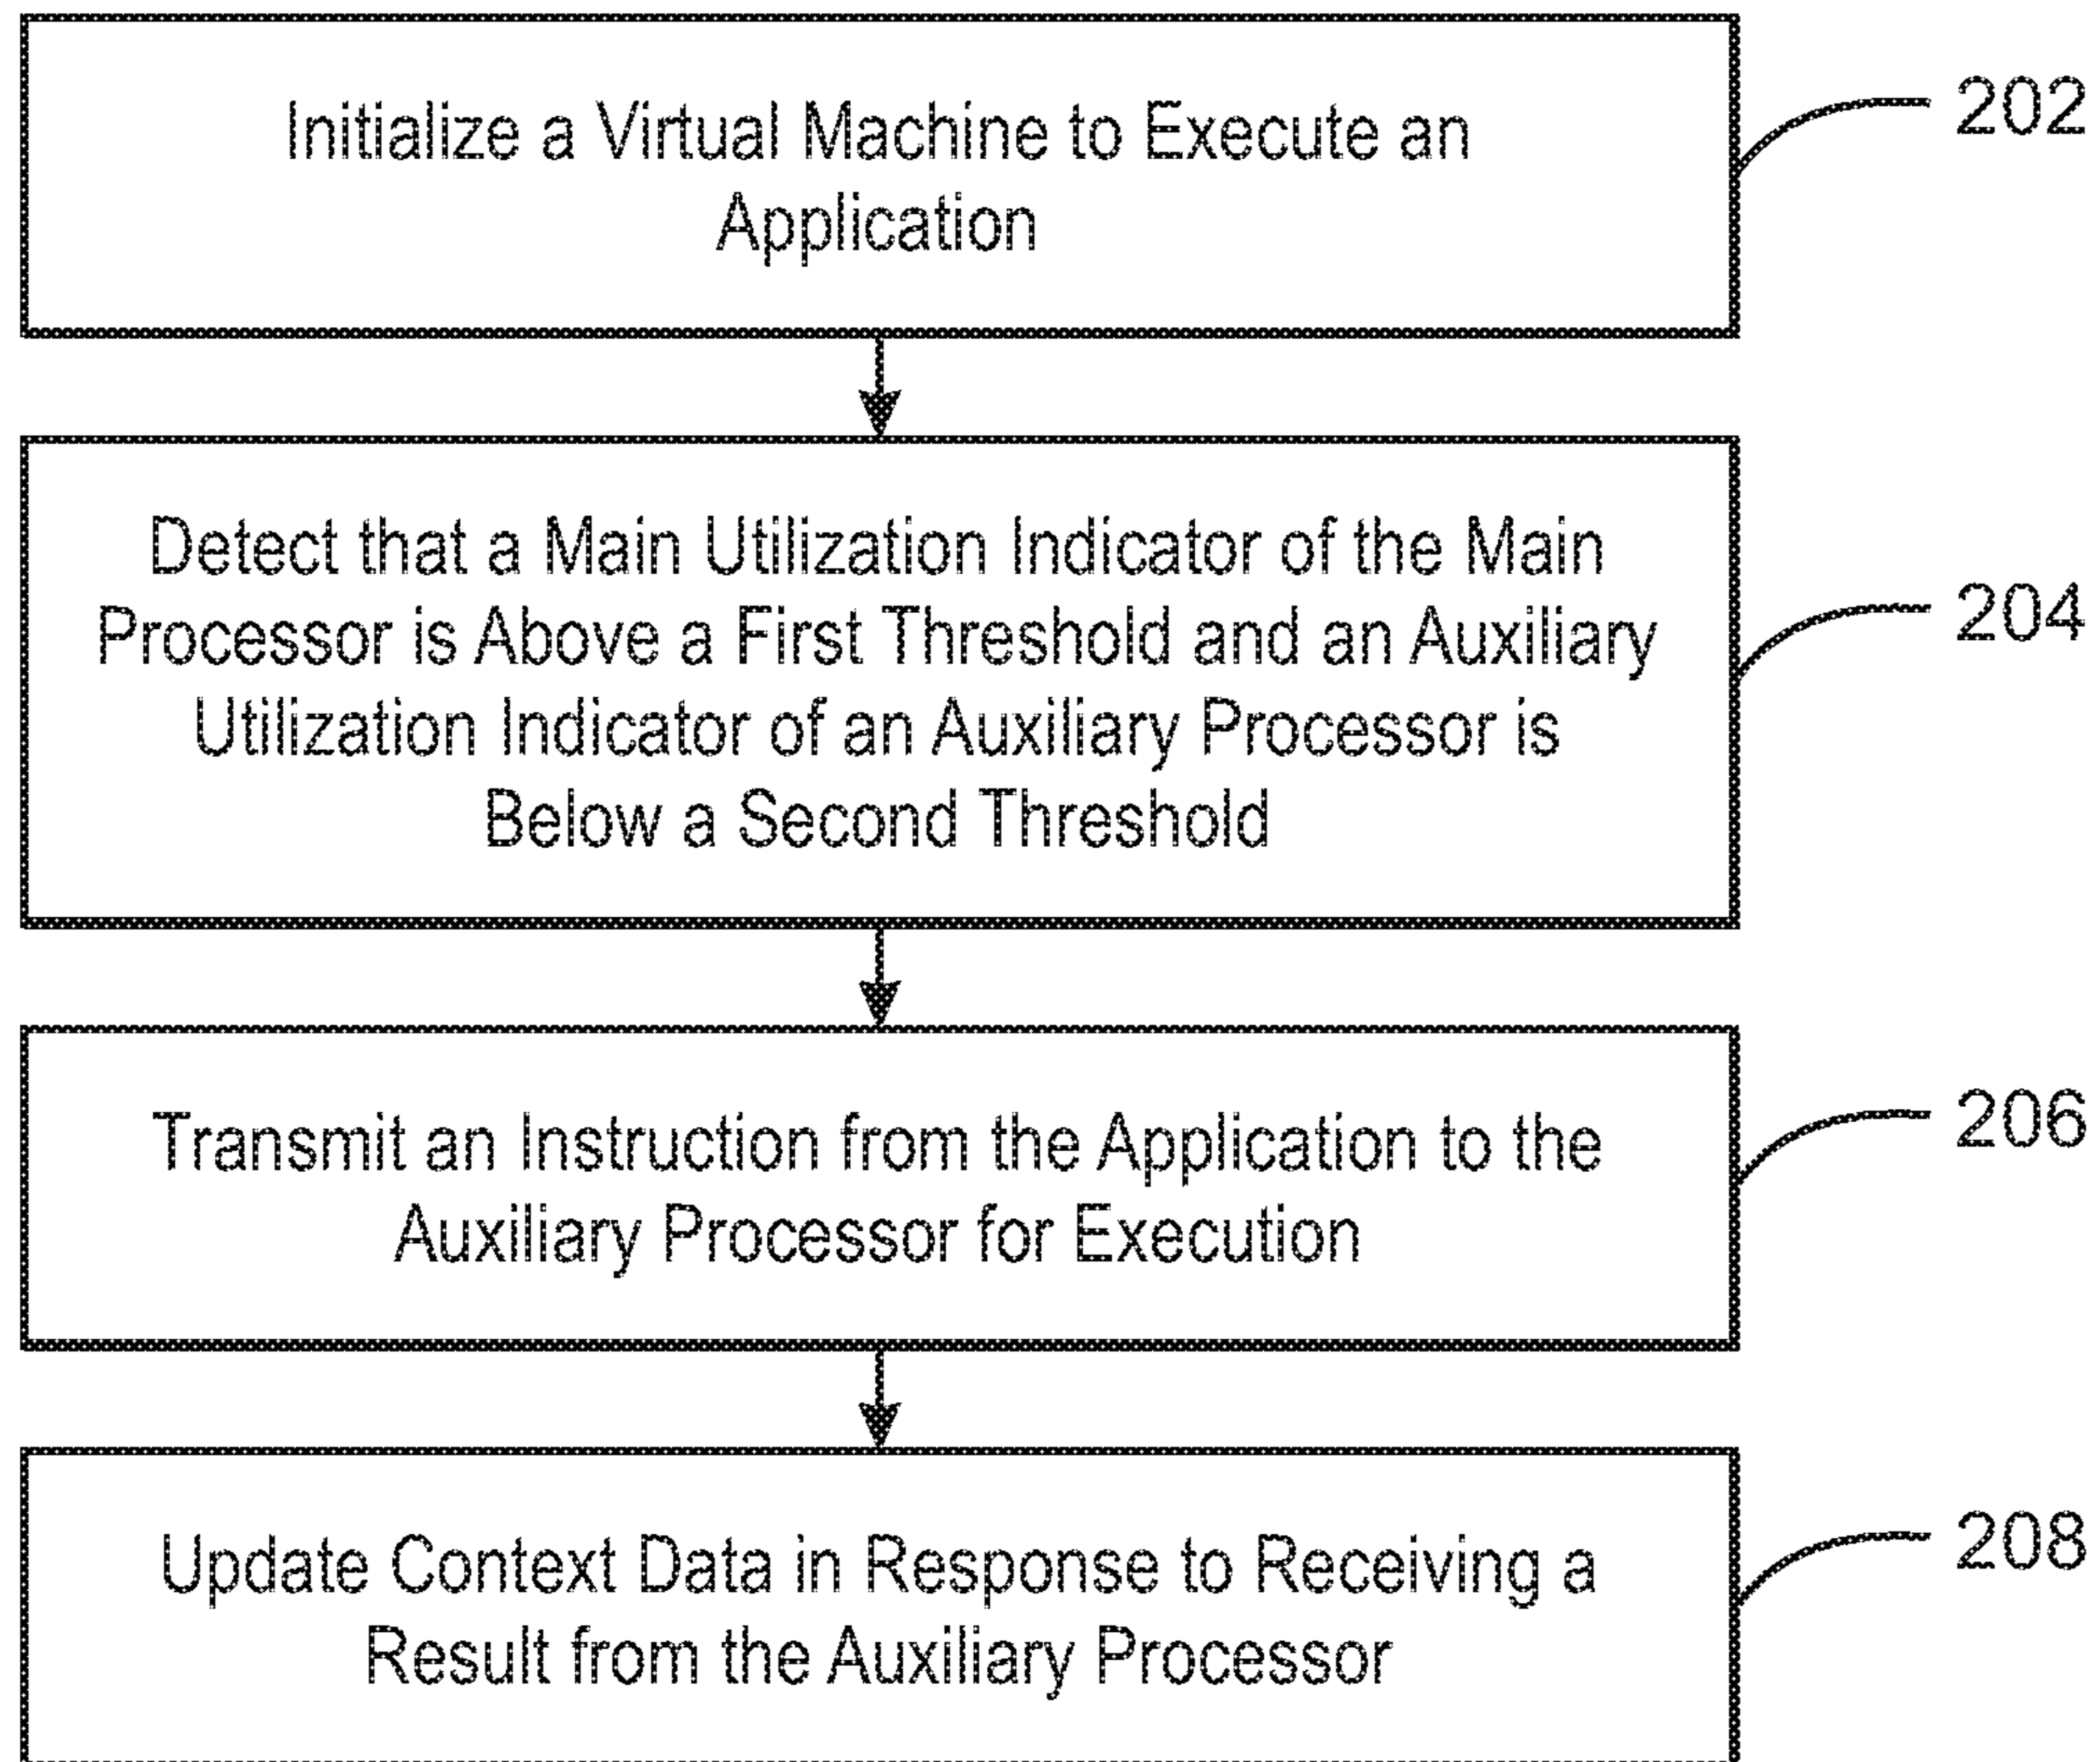 Initialize a Virtual Machine to Execute an
Application
202
Detect that a Main Utilization Indicator of the Main
Processor is Above a First Threshold and an Auxiliary
Utilization Indicator of an Auxiliary Processor is
Below a Second Threshold
204
Transmit an Instruction from the Application to the
Auxiliary Processor for Execution
206
Update Context Data in Response to Receiving a
Result from the Auxiliary Processor
208